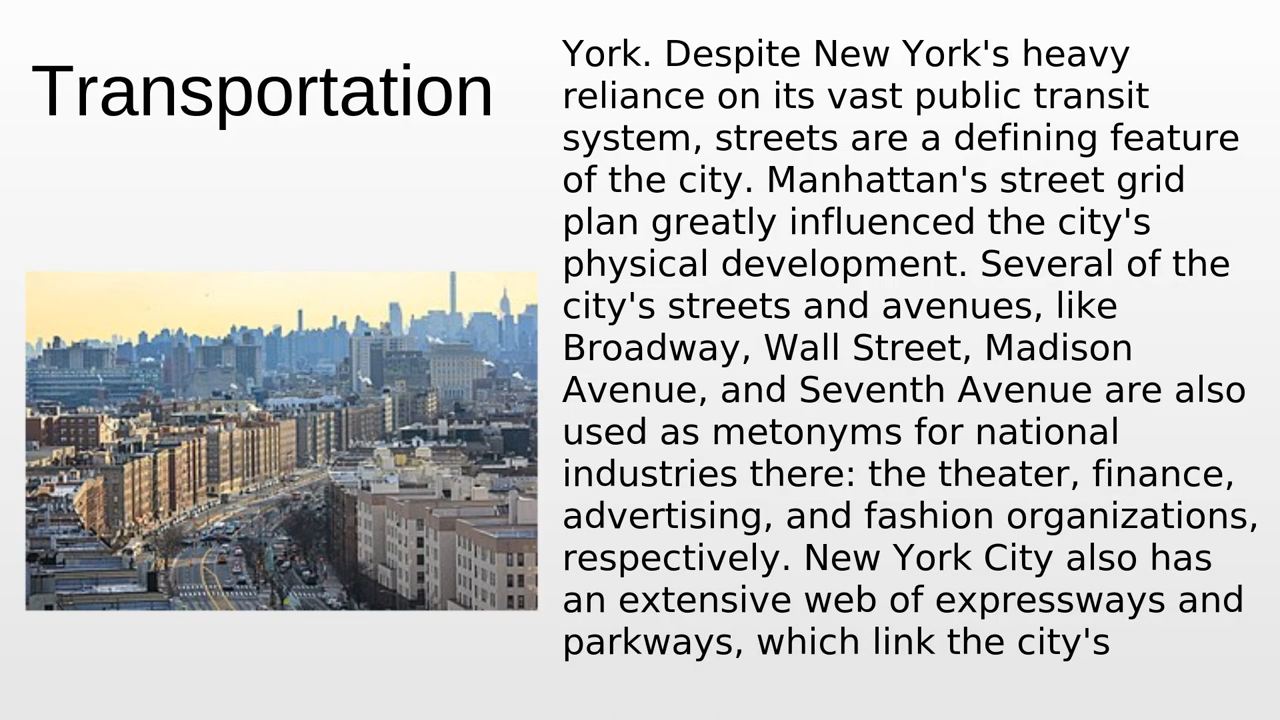 Transportation
York. Despite New York's heavy
reliance on its vast public transit
system, streets are a defining feature
of the city. Manhattan's street grid
plan greatly influenced the city's
physical development. Several of the
city's streets and avenues, like
Broadway, Wall Street, Madison
Avenue, and Seventh Avenue are also
used as metonyms for national
industries there: the theater, finance,
advertising, and fashion organizations,
respectively. New York City also has
an extensive web of expressways and
parkways, which link the city's